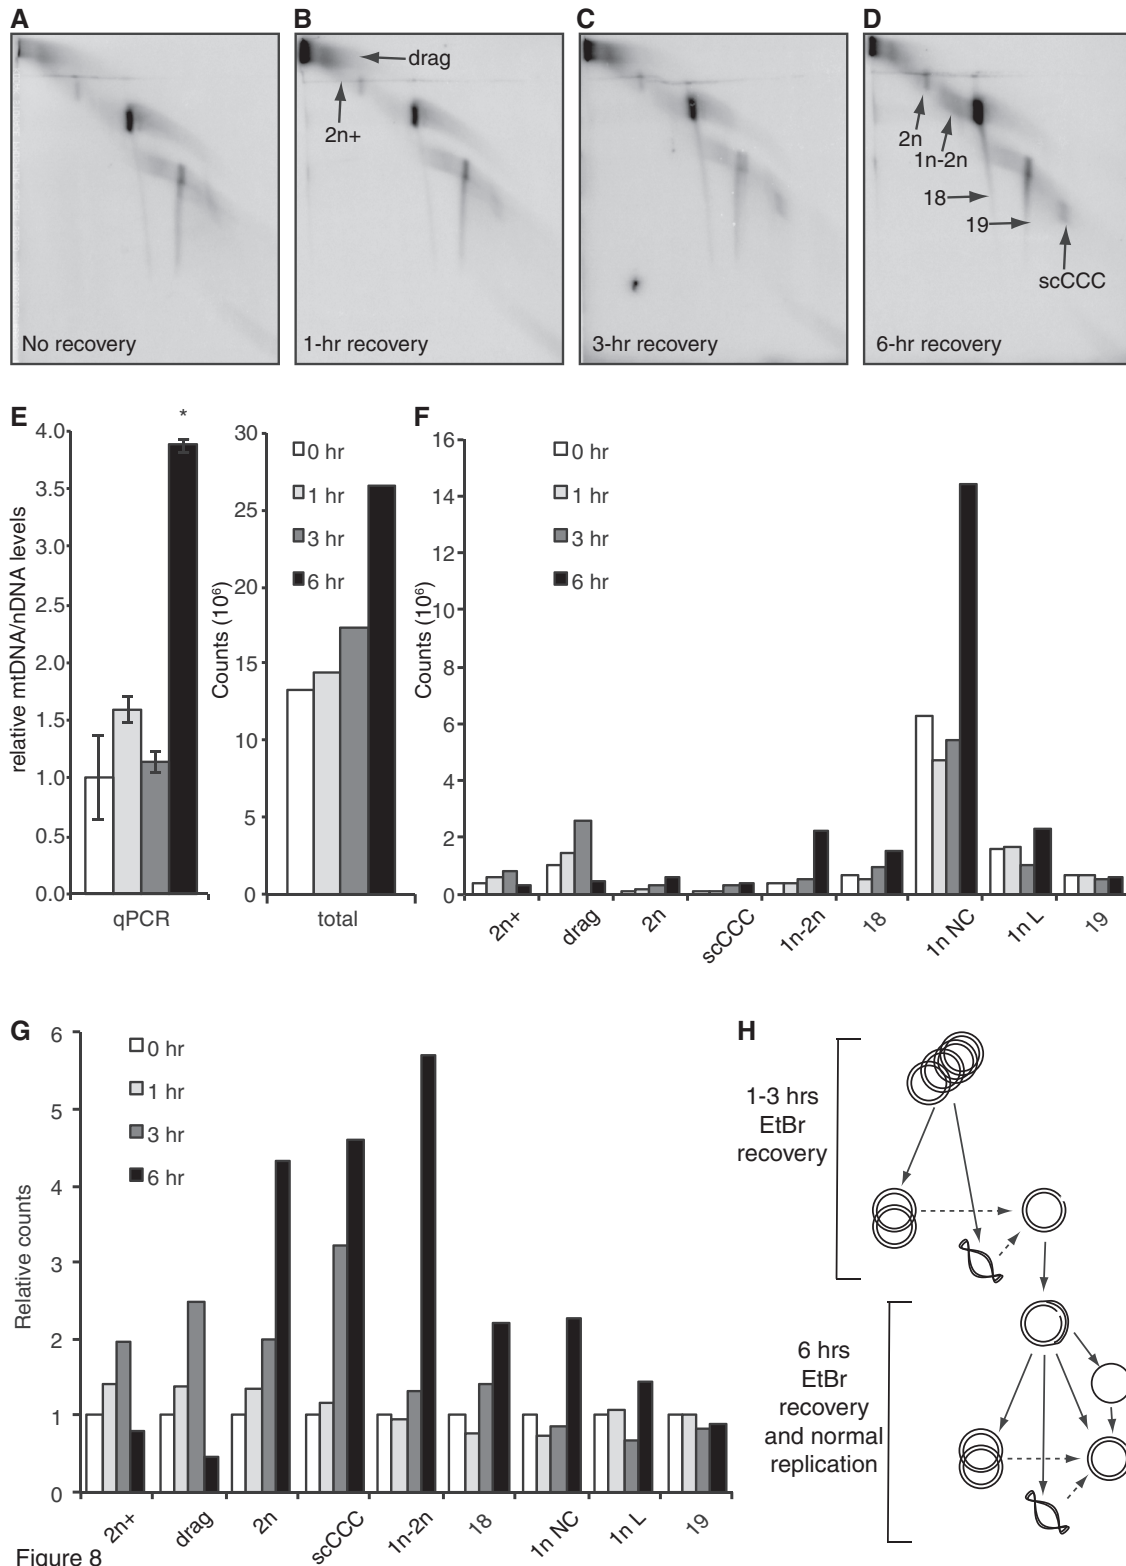 A
B
C
D
drag
2n+
2n
1n-2n
18
19
scCCC
No recovery
1-hr recovery
3-hr recovery
6-hr recovery
E
*
relative mtDNA/nDNA levels
4.0
3.5
3.0
2.5
2.0
1.5
1.0
0.5
0.0
qPCR
Counts (10⁶)
30
25
20
15
10
5
0
0 hr
1 hr
3 hr
6 hr
total
F
Counts (10⁶)
16
14
12
10
8
6
4
2
0
0 hr
1 hr
3 hr
6 hr
2n+
drag
2n
scCCC
1n-2n
18
1n NC
1n L
19
G
Relative counts
6
5
4
3
2
1
0
0 hr
1 hr
3 hr
6 hr
2n+
drag
2n
scCCC
1n-2n
18
1n NC
1n L
19
H
1-3 hrs
EtBr
recovery
6 hrs
EtBr
recovery
and normal
replication
Figure 8